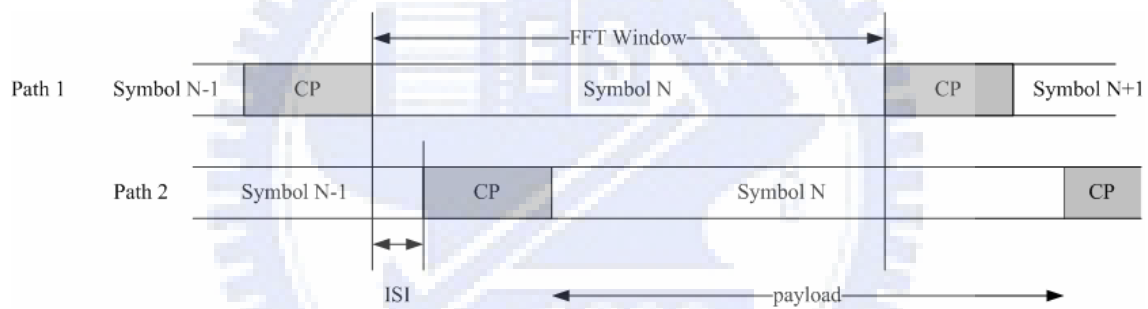 FFT Window
Path 1 Symbol N-1 CP Symbol N CP Symbol N+1
Path 2 Symbol N-1 CP Symbol N CP
ISI payload